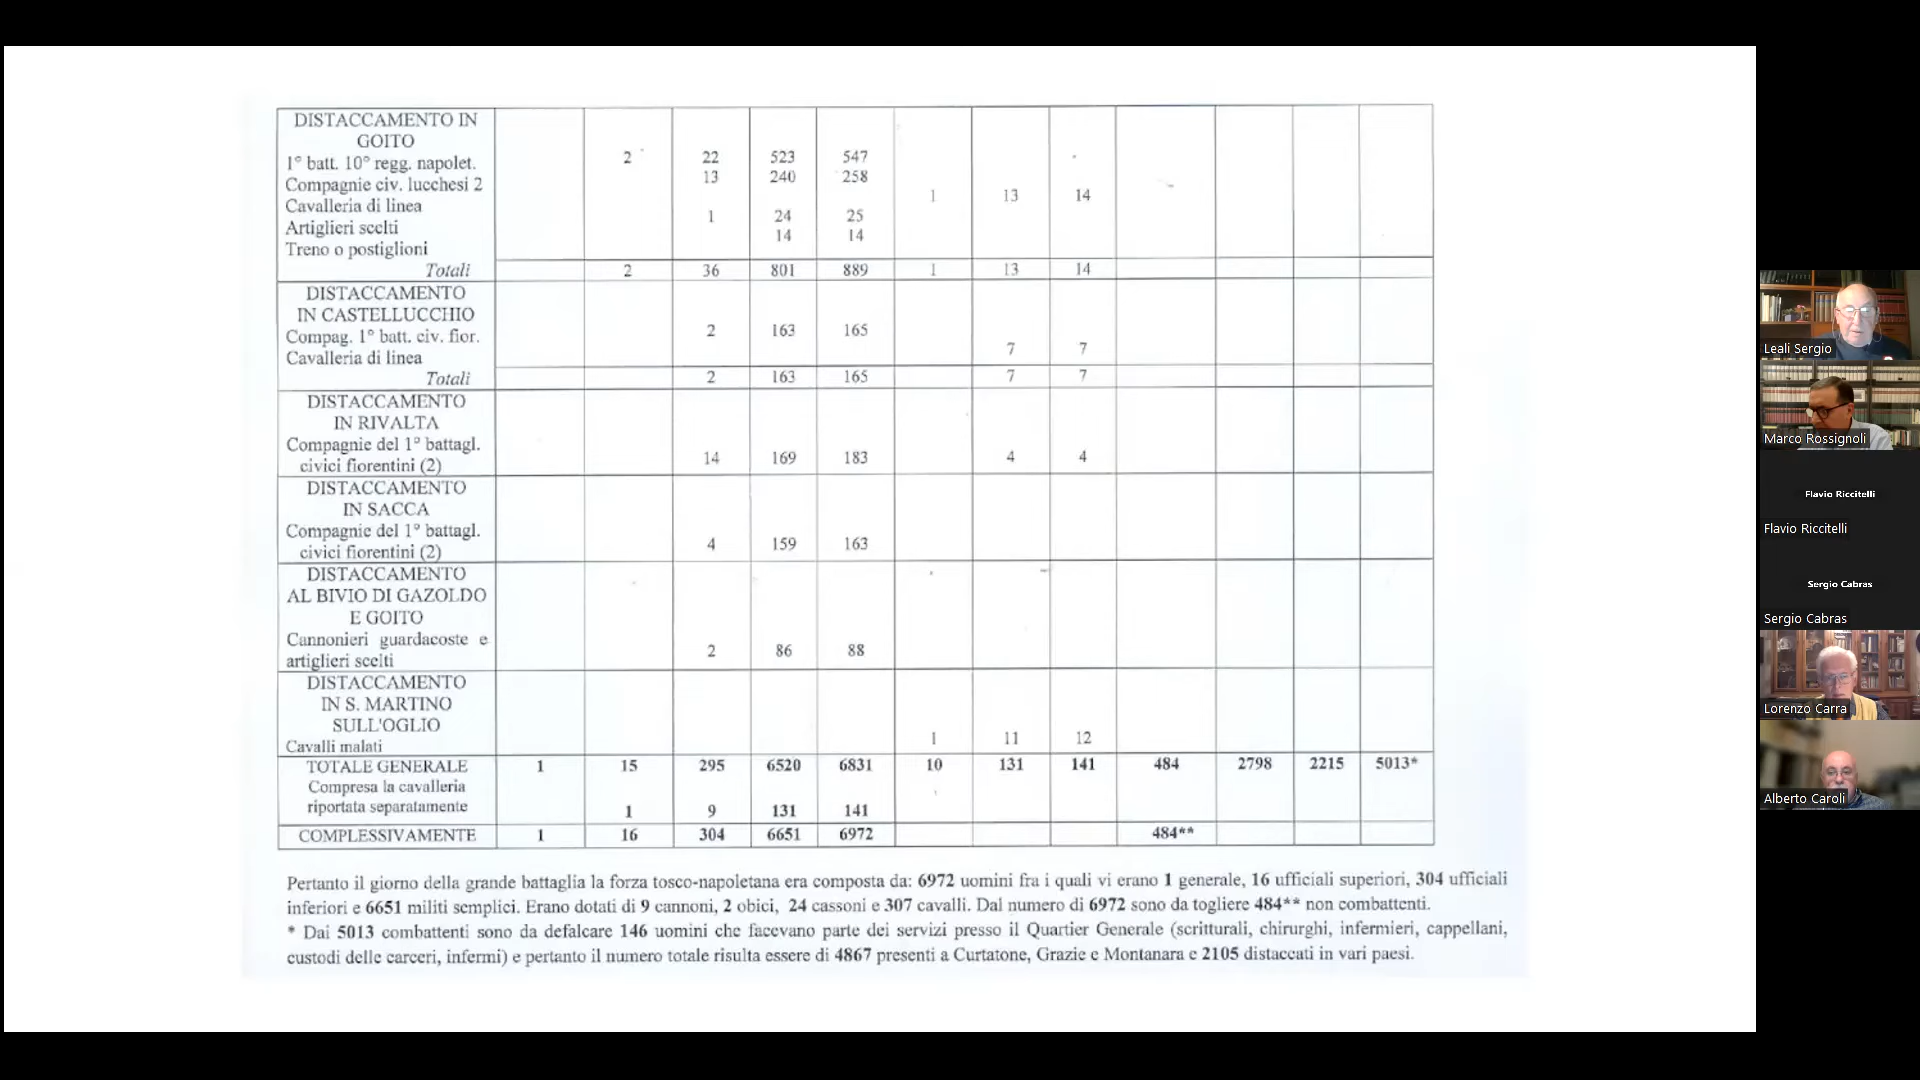 DISTACCAMENTO IN
GOITO
1° batt. 10° regg. napolet. 2 22 523 547
Compagnie civ. lucchesi 2 13 240 258
Cavalleria di linea 1 13 14
Artiglieri scelti 1 24 25
Treno o postiglioni 14 14
Totali 2 36 801 889 1 13 14
DISTACCAMENTO
IN CASTELLUCCHIO
Compag. 1° batt. civ. fior. 2 163 165
Cavalleria di linea 7 7
Totali 2 163 165 7 7
DISTACCAMENTO
IN RIVALTA
Compagnie del 1° battagl.
civici fiorentini (2) 14 169 183 4 4
DISTACCAMENTO
IN SACCA
Compagnie del 1° battagl.
civici fiorentini (2) 4 159 163
DISTACCAMENTO
AL BIVIO DI GAZOLDO
E GOITO
Cannonieri guardacoste e
artiglieri scelti 2 86 88
DISTACCAMENTO
IN S. MARTINO
SULL'OGLIO
Cavalli malati 1 11 12
TOTALE GENERALE 1 15 295 6520 6831 10 131 141 484 2798 2215 5013*
Compresa la cavalleria
riportata separatamente 1 9 131 141
COMPLESSIVAMENTE 1 16 304 6651 6972 484**
Pertanto il giorno della grande battaglia la forza tosco-napoletana era composta da: 6972 uomini fra i quali vi erano 1 generale, 16 ufficiali superiori, 304 ufficiali
inferiori e 6651 militi semplici. Erano dotati di 9 cannoni, 2 obici, 24 cassoni e 307 cavalli. Dal numero di 6972 sono da togliere 484** non combattenti.
* Dai 5013 combattenti sono da defalcare 146 uomini che facevano parte dei servizi presso il Quartier Generale (scritturali, chirurghi, infermieri, cappellani,
custodi delle carceri, infermi) e pertanto il numero totale risulta essere di 4867 presenti a Curtatone, Grazie e Montanara e 2105 distaccati in vari paesi.
Leali Sergio
Marco Rossignoli
Flavio Riccitelli
Flavio Riccitelli
Sergio Cabras
Sergio Cabras
Lorenzo Carra
Alberto Caroli